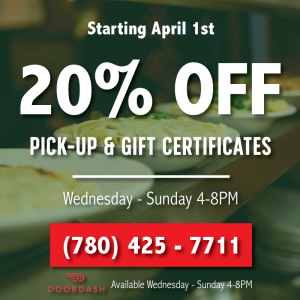 Starting April 1st
20% OFF
PICK-UP & GIFT CERTIFICATES
Wednesday - Sunday 4-8PM
(780) 425 - 7711
DOORDASH Available Wednesday - Sunday 4-8PM